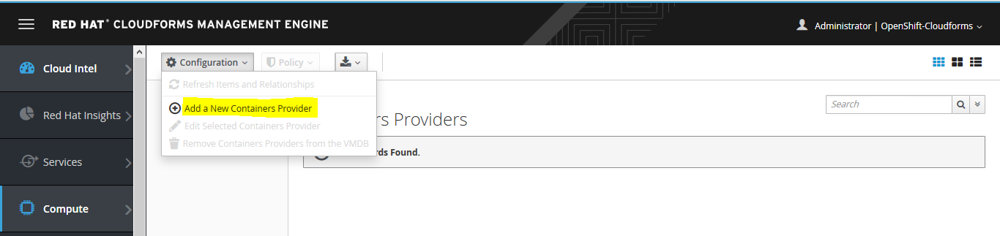 RED HAT® CLOUDFORMS MANAGEMENT ENGINE
Administrator | OpenShift-Cloudforms
Cloud Intel
Red Hat Insights
Services
Compute
Configuration
Policy
Refresh Items and Relationships
Add a New Containers Provider
Edit Selected Containers Provider
Remove Containers Providers from the VMDB
Search
rs Providers
rds Found.